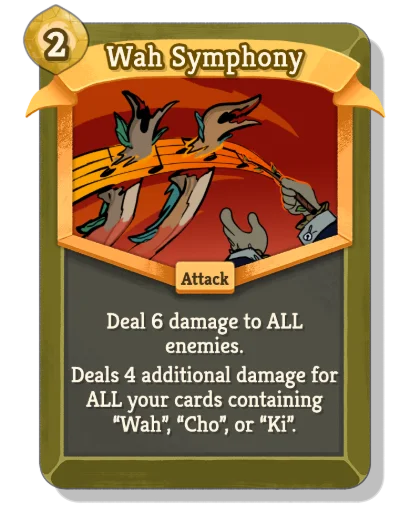 2
Wah Symphony
Attack
Deal 6 damage to ALL
enemies.
Deals 4 additional damage for
ALL your cards containing
“Wah”, “Cho”, or “Ki”.